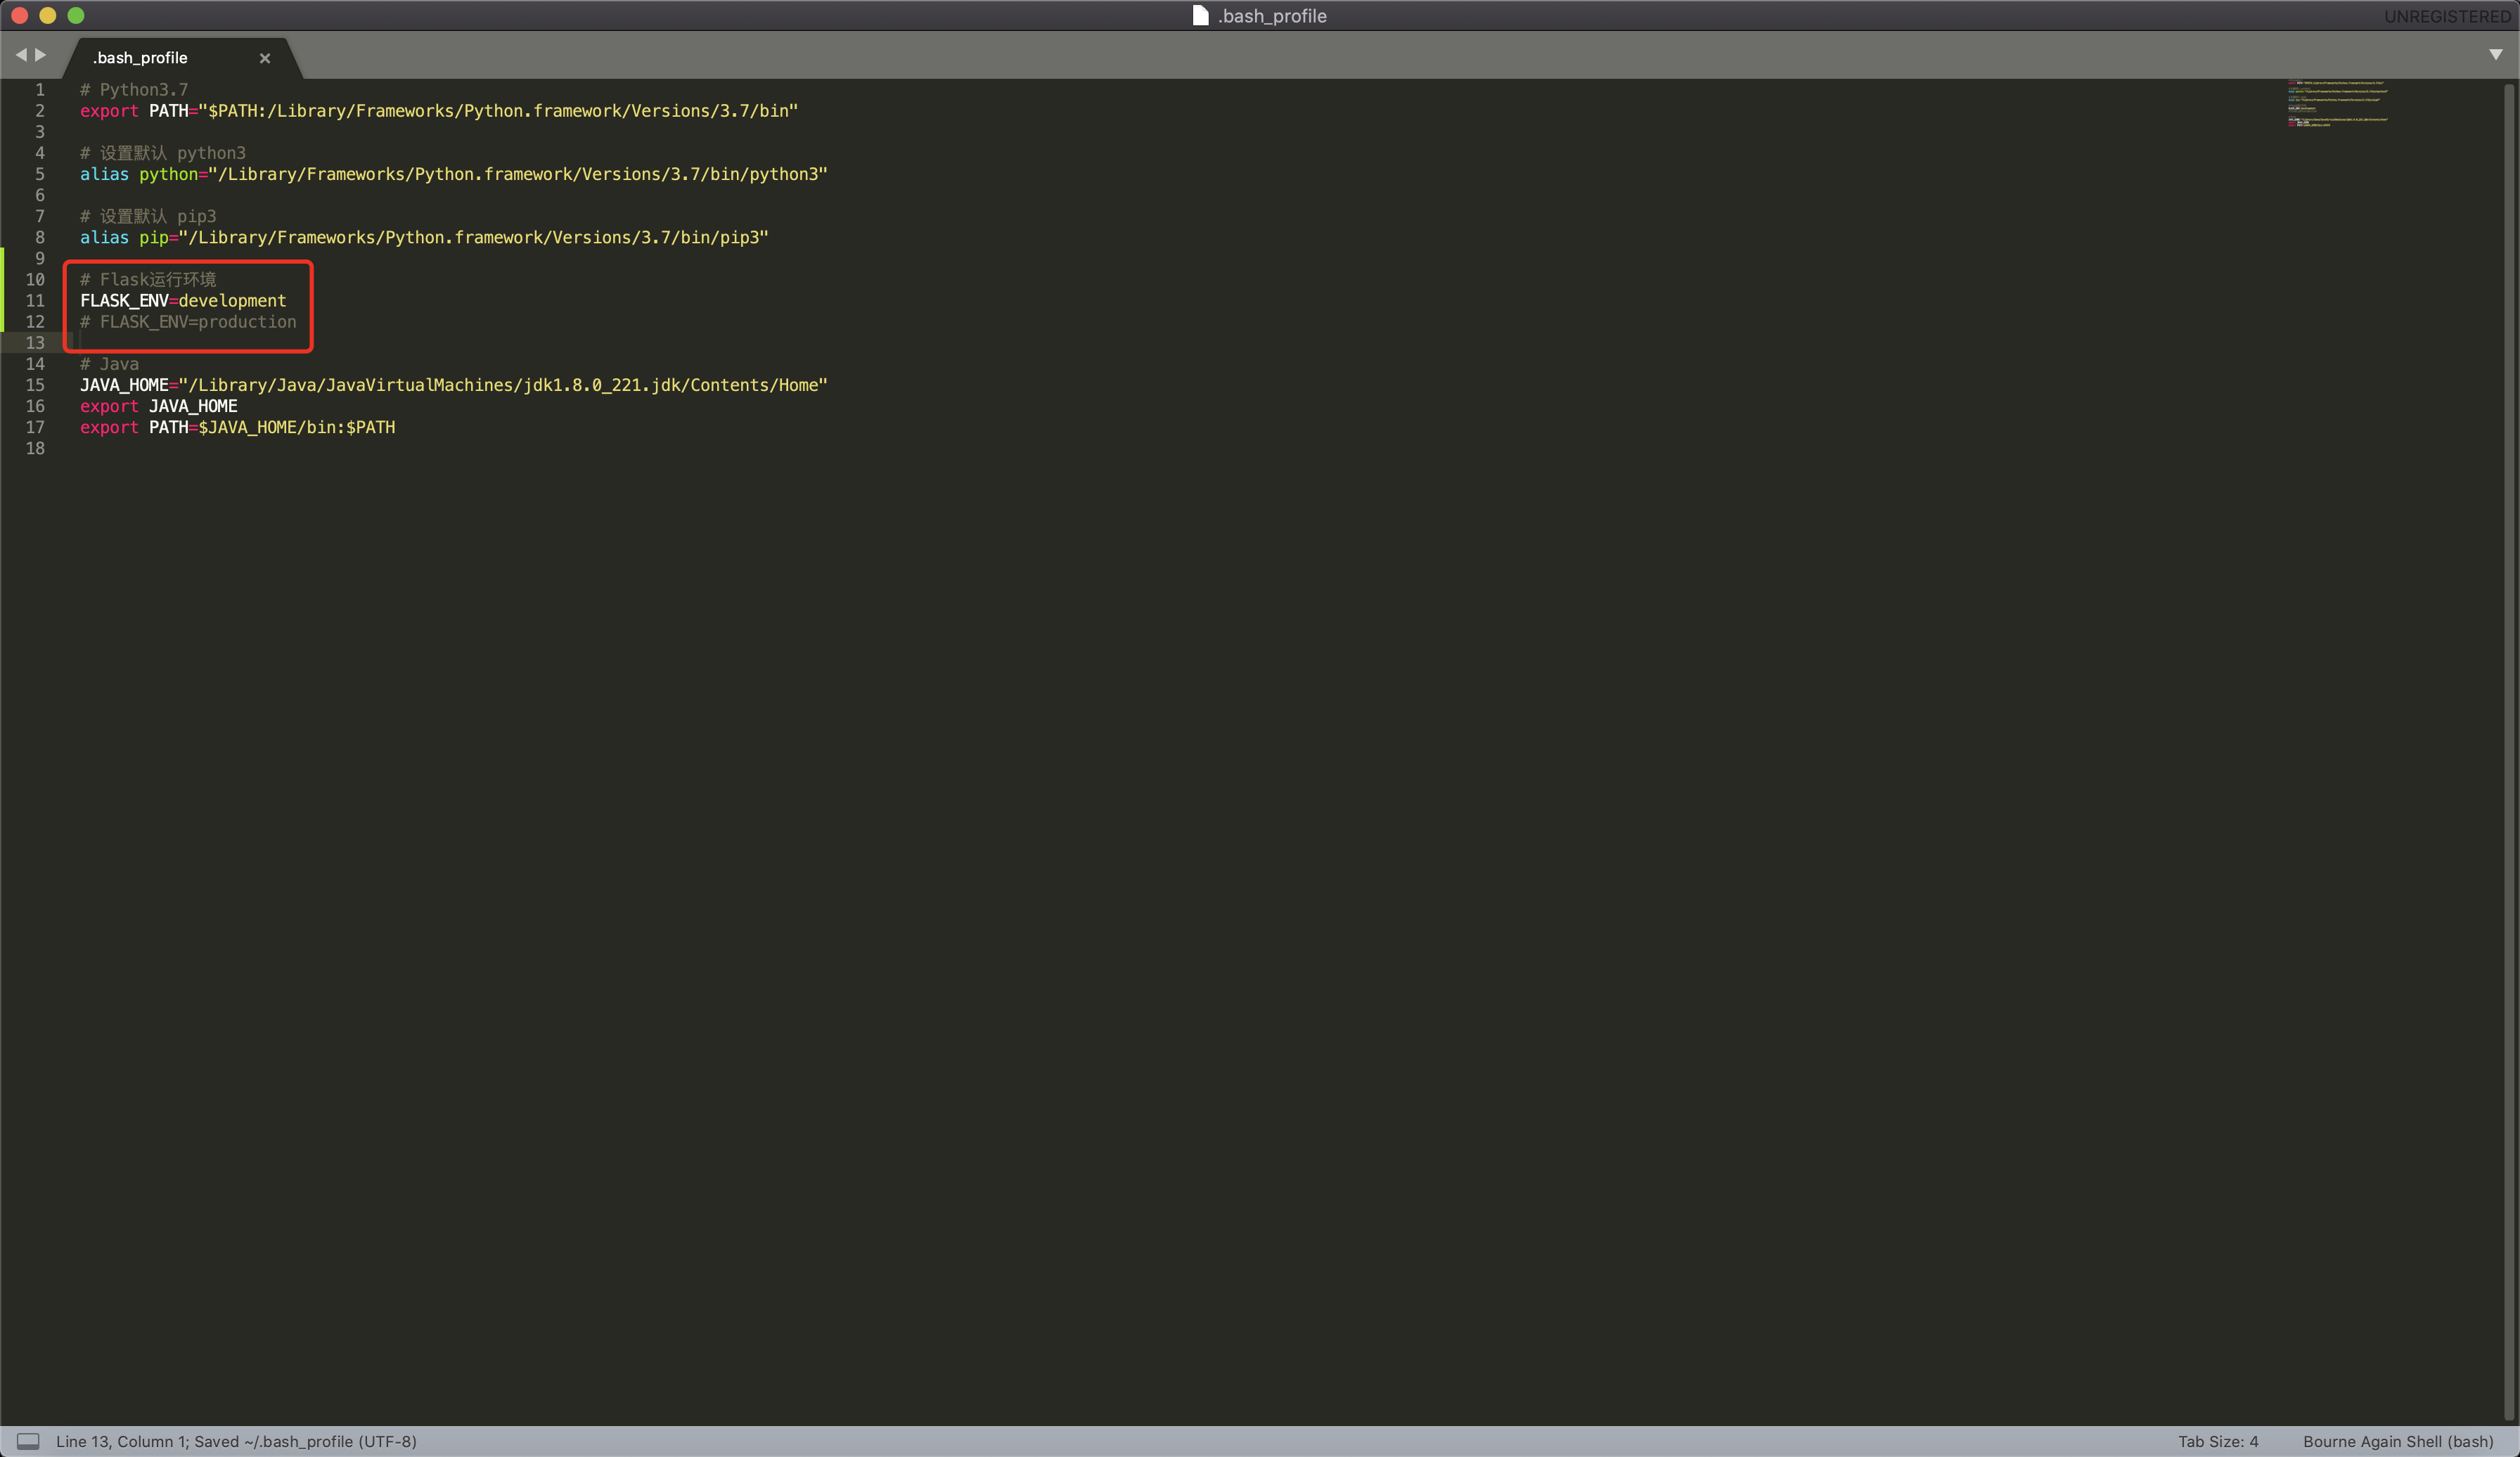 .bash_profile
UNREGISTERED
.bash_profile
1 # Python3.7
2 export PATH="$PATH:/Library/Frameworks/Python.framework/Versions/3.7/bin"
3
4 # 设置默认 python3
5 alias python="/Library/Frameworks/Python.framework/Versions/3.7/bin/python3"
6
7 # 设置默认 pip3
8 alias pip="/Library/Frameworks/Python.framework/Versions/3.7/bin/pip3"
9
10 # Flask运行环境
11 FLASK_ENV=development
12 # FLASK_ENV=production
13
14 # Java
15 JAVA_HOME="/Library/Java/JavaVirtualMachines/jdk1.8.0_221.jdk/Contents/Home"
16 export JAVA_HOME
17 export PATH=$JAVA_HOME/bin:$PATH
18
Line 13, Column 1; Saved ~/.bash_profile (UTF-8)
Tab Size: 4
Bourne Again Shell (bash)